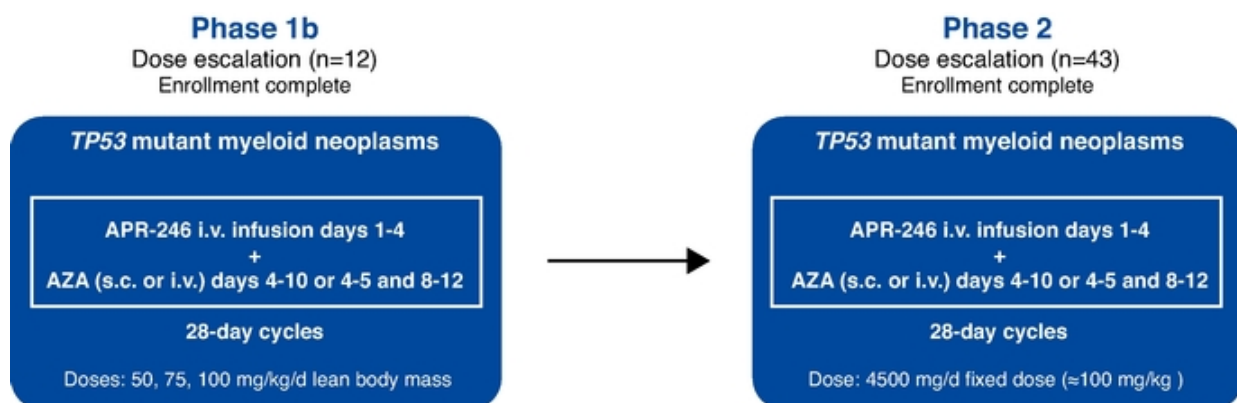 Phase 1b
Dose escalation (n=12)
Enrollment complete
TP53 mutant myeloid neoplasms
APR-246 i.v. infusion days 1-4
+
AZA (s.c. or i.v.) days 4-10 or 4-5 and 8-12
28-day cycles
Doses: 50, 75, 100 mg/kg/d lean body mass
Phase 2
Dose escalation (n=43)
Enrollment complete
TP53 mutant myeloid neoplasms
APR-246 i.v. infusion days 1-4
+
AZA (s.c. or i.v.) days 4-10 or 4-5 and 8-12
28-day cycles
Dose: 4500 mg/d fixed dose (≈100 mg/kg )